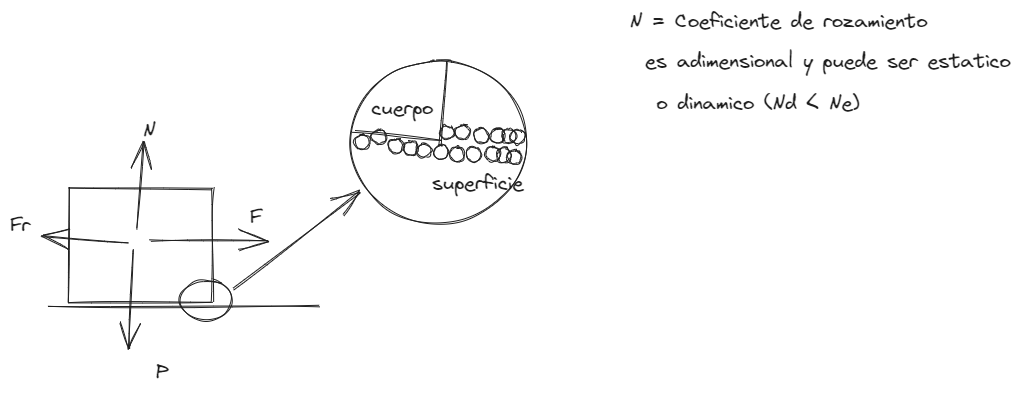 N = Coeficiente de rozamiento
es adimensional y puede ser estatico
o dinamico (Nd < Ne)
cuerpo
superficie
N
Fr
F
P